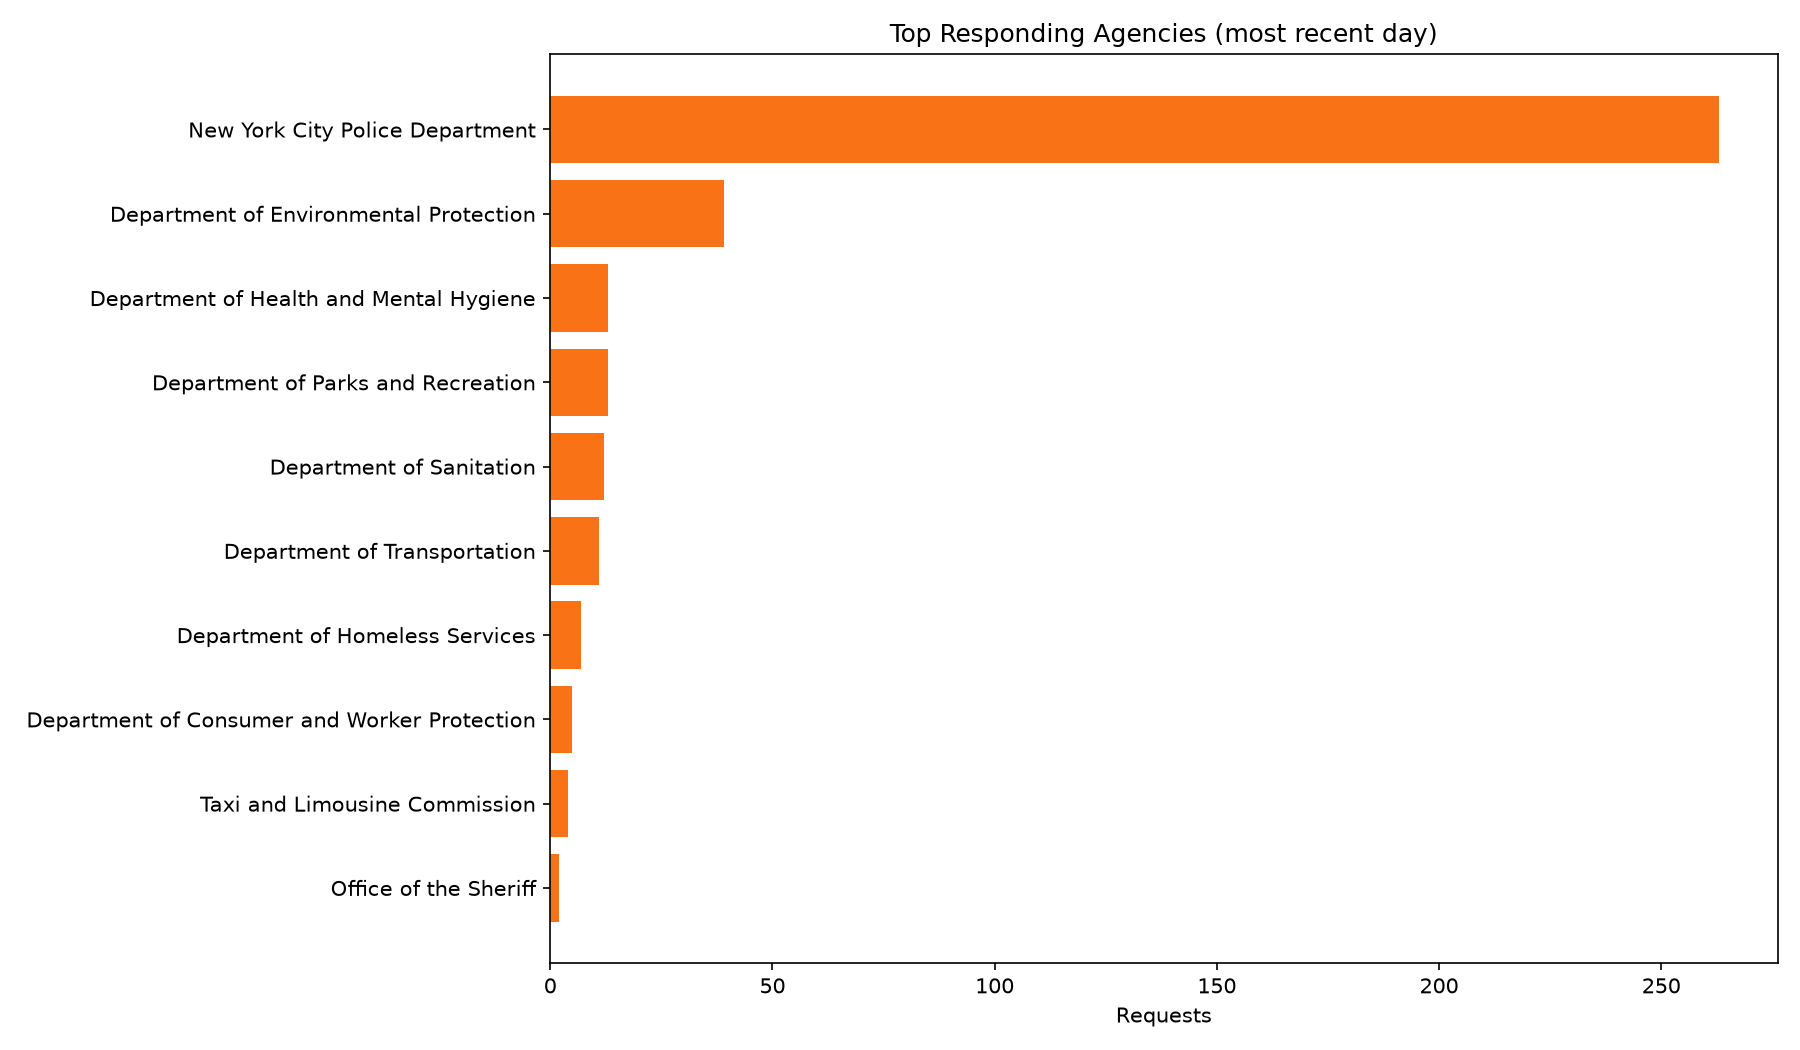 Top Responding Agencies (most recent day)
New York City Police Department
Department of Environmental Protection
Department of Health and Mental Hygiene
Department of Parks and Recreation
Department of Sanitation
Department of Transportation
Department of Homeless Services
Department of Consumer and Worker Protection
Taxi and Limousine Commission
Office of the Sheriff
0 50 100 150 200 250
Requests